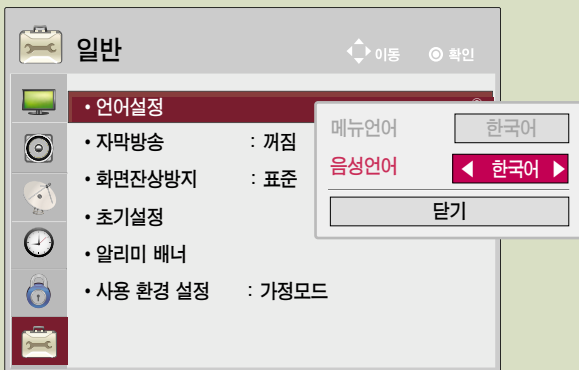 일반
이동 확인
• 언어설정
• 자막방송 : 꺼짐
• 화면잔상방지 : 표준
• 초기설정
• 알리미 배너
• 사용 환경 설정 : 가정모드
메뉴언어 한국어
음성언어 ◀ 한국어 ▶
닫기